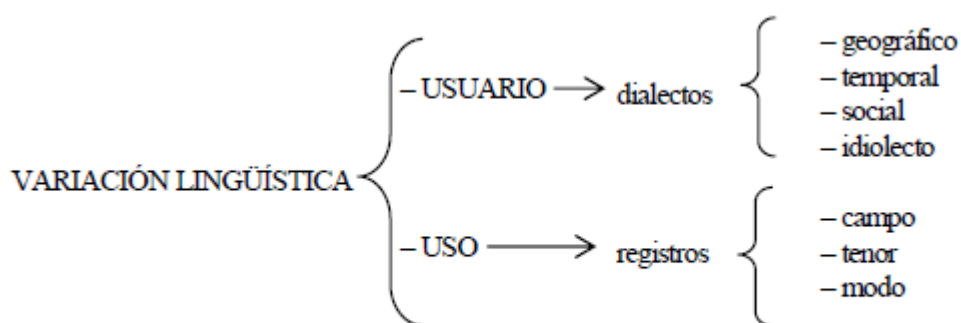 VARIACIÓN LINGÜÍSTICA
– USUARIO
dialectos
– geográfico
– temporal
– social
– idiolecto
– USO
registros
– campo
– tenor
– modo